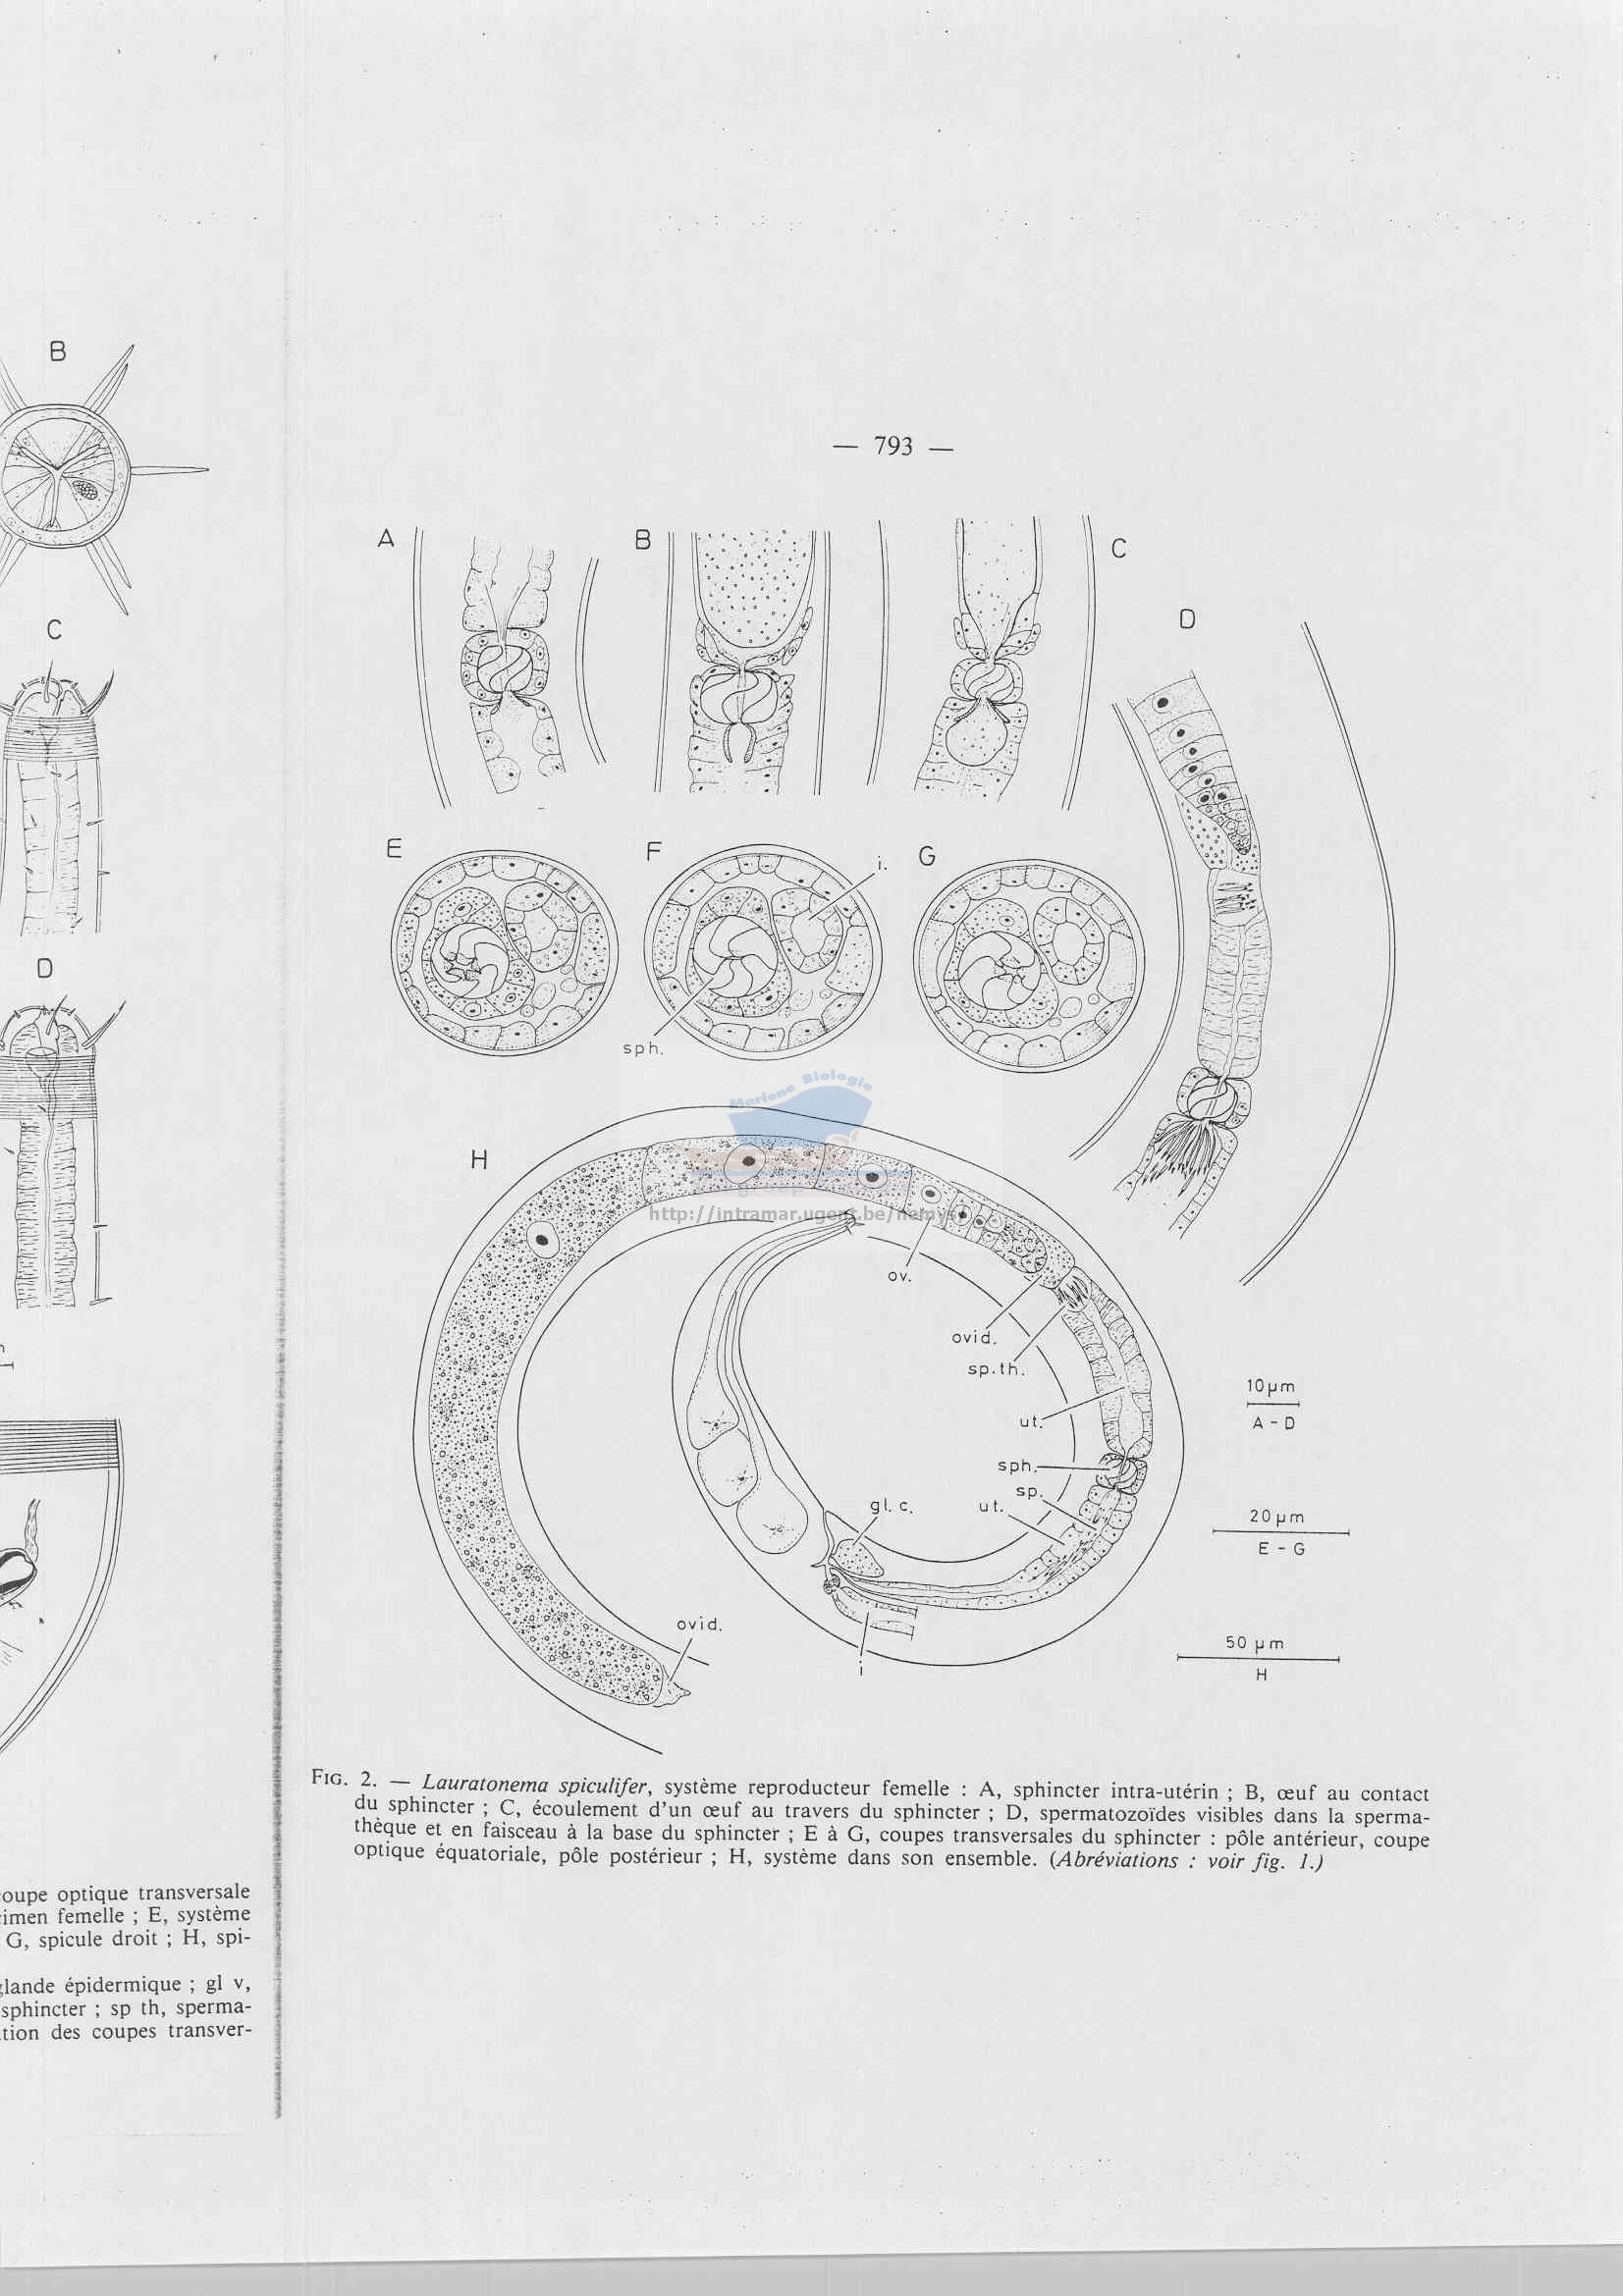 B
C
D
coupe optique transversale
cimen femelle ; E, système
G, spicule droit ; H, spi-
glande épidermique ; gl v,
sphincter ; sp th, sperma-
tion des coupes transver-
— 793 —
A
B
C
D
E
F
i.
G
sph.
Mariene Biologie
http://intramar.ugent.be/nemys
H
ov.
ovid.
sp.th.
ut.
sph.
sp.
ut.
gl. c.
ovid.
i
10 µm
A - D
20 µm
E - G
50 µm
H
FIG. 2. — Lauratonema spiculifer, système reproducteur femelle : A, sphincter intra-utérin ; B, œuf au contact
du sphincter ; C, écoulement d'un œuf au travers du sphincter ; D, spermatozoïdes visibles dans la sperma-
thèque et en faisceau à la base du sphincter ; E à G, coupes transversales du sphincter : pôle antérieur, coupe
optique équatoriale, pôle postérieur ; H, système dans son ensemble. (Abréviations : voir fig. 1.)